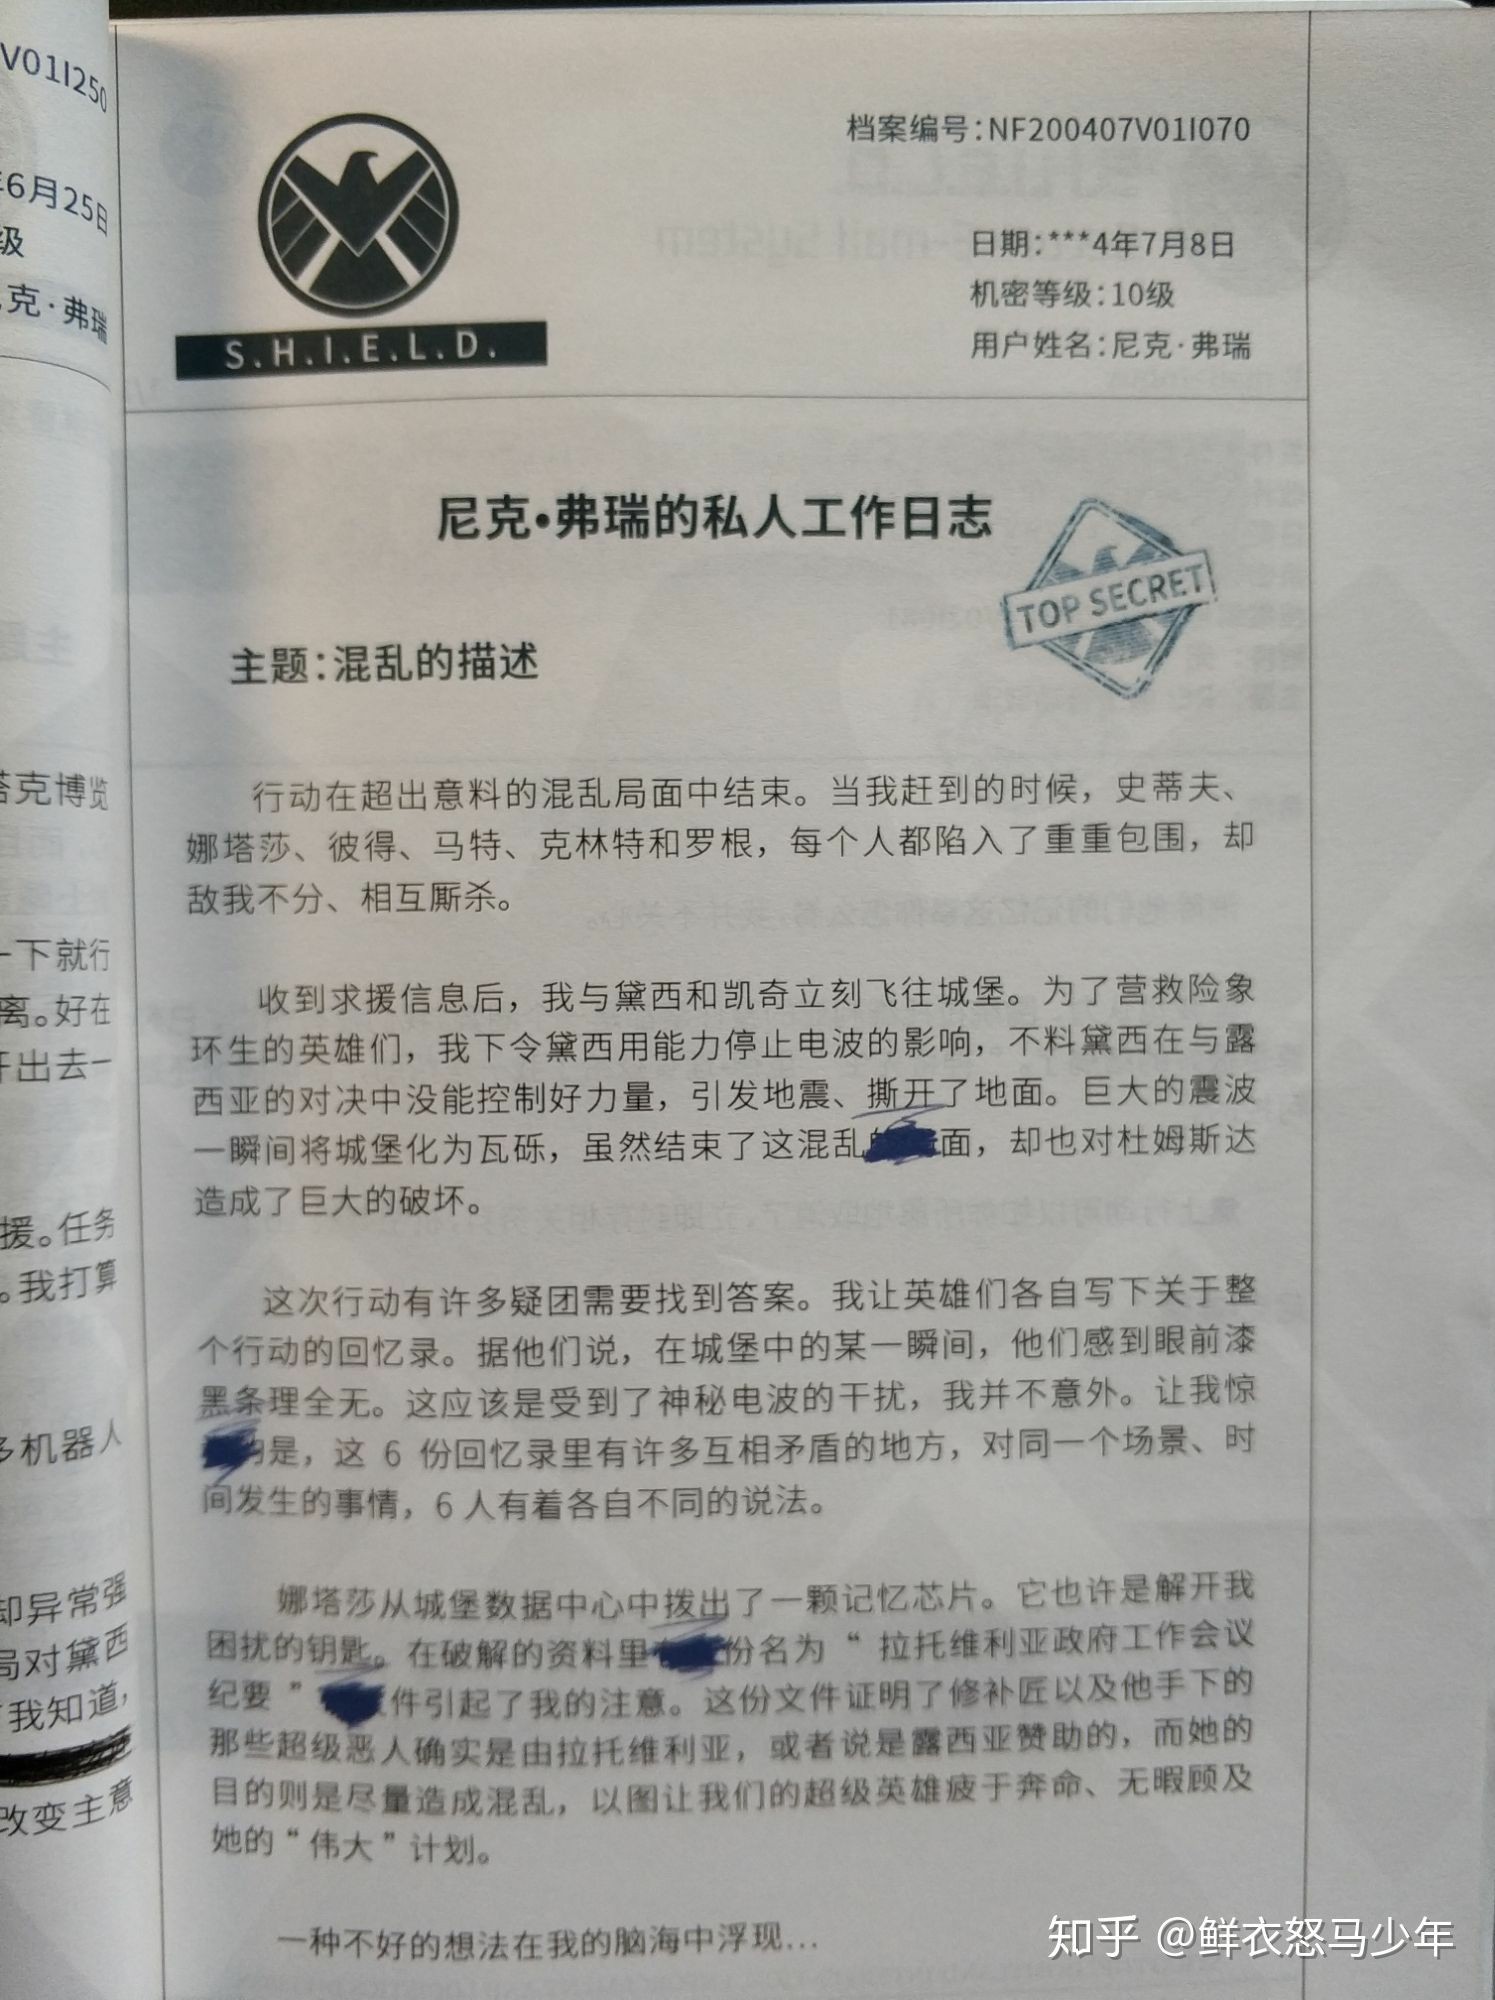 V01I250
年6月25日
级
克·弗瑞
塔克博览
一下就行
离。好在
开出去一
援。任务
。我打算
多机器人
却异常强
局对黛西
有我知道,
改变主意
档案编号:NF200407V01I070
日期:***4年7月8日
机密等级:10级
用户姓名:尼克·弗瑞
S.H.I.E.L.D.
尼克•弗瑞的私人工作日志
TOP SECRET
主题:混乱的描述
行动在超出意料的混乱局面中结束。当我赶到的时候，史蒂夫、
娜塔莎、彼得、马特、克林特和罗根，每个人都陷入了重重包围，却
敌我不分、相互厮杀。
收到求援信息后，我与黛西和凯奇立刻飞往城堡。为了营救险象
环生的英雄们，我下令黛西用能力停止电波的影响，不料黛西在与露
西亚的对决中没能控制好力量，引发地震、撕开了地面。巨大的震波
一瞬间将城堡化为瓦砾，虽然结束了这混乱 面，却也对杜姆斯达
造成了巨大的破坏。
这次行动有许多疑团需要找到答案。我让英雄们各自写下关于整
个行动的回忆录。据他们说，在城堡中的某一瞬间，他们感到眼前漆
黑条理全无。这应该是受到了神秘电波的干扰，我并不意外。让我惊
的是，这 6 份回忆录里有许多互相矛盾的地方，对同一个场景、时
间发生的事情，6 人有着各自不同的说法。
娜塔莎从城堡数据中心中拨出了一颗记忆芯片。它也许是解开我
困扰的钥匙。在破解的资料里 份名为 “ 拉托维利亚政府工作会议
纪要 ” 件引起了我的注意。这份文件证明了修补匠以及他手下的
那些超级恶人确实是由拉托维利亚，或者说是露西亚赞助的，而她的
目的则是尽量造成混乱，以图让我们的超级英雄疲于奔命、无暇顾及
她的“伟大”计划。
一种不好的想法在我的脑海中浮现...
知乎 @鲜衣怒马少年